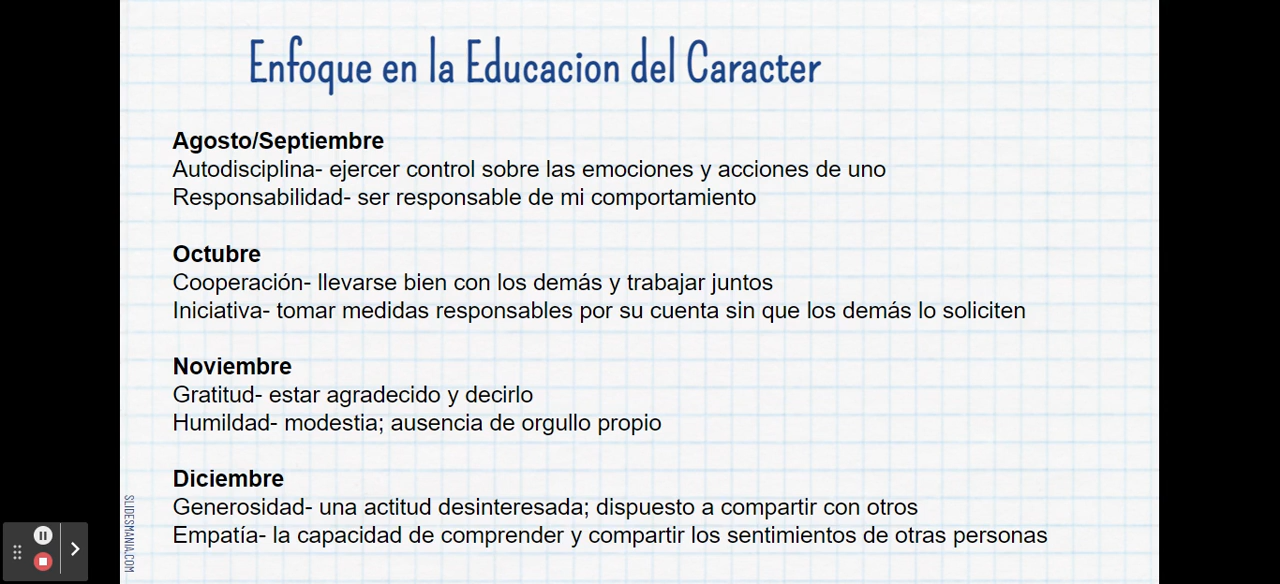 Enfoque en la Educacion del Caracter
Agosto/Septiembre
Autodisciplina- ejercer control sobre las emociones y acciones de uno
Responsabilidad- ser responsable de mi comportamiento
Octubre
Cooperación- llevarse bien con los demás y trabajar juntos
Iniciativa- tomar medidas responsables por su cuenta sin que los demás lo soliciten
Noviembre
Gratitud- estar agradecido y decirlo
Humildad- modestia; ausencia de orgullo propio
Diciembre
Generosidad- una actitud desinteresada; dispuesto a compartir con otros
Empatía- la capacidad de comprender y compartir los sentimientos de otras personas
SLIDESMANIA.COM